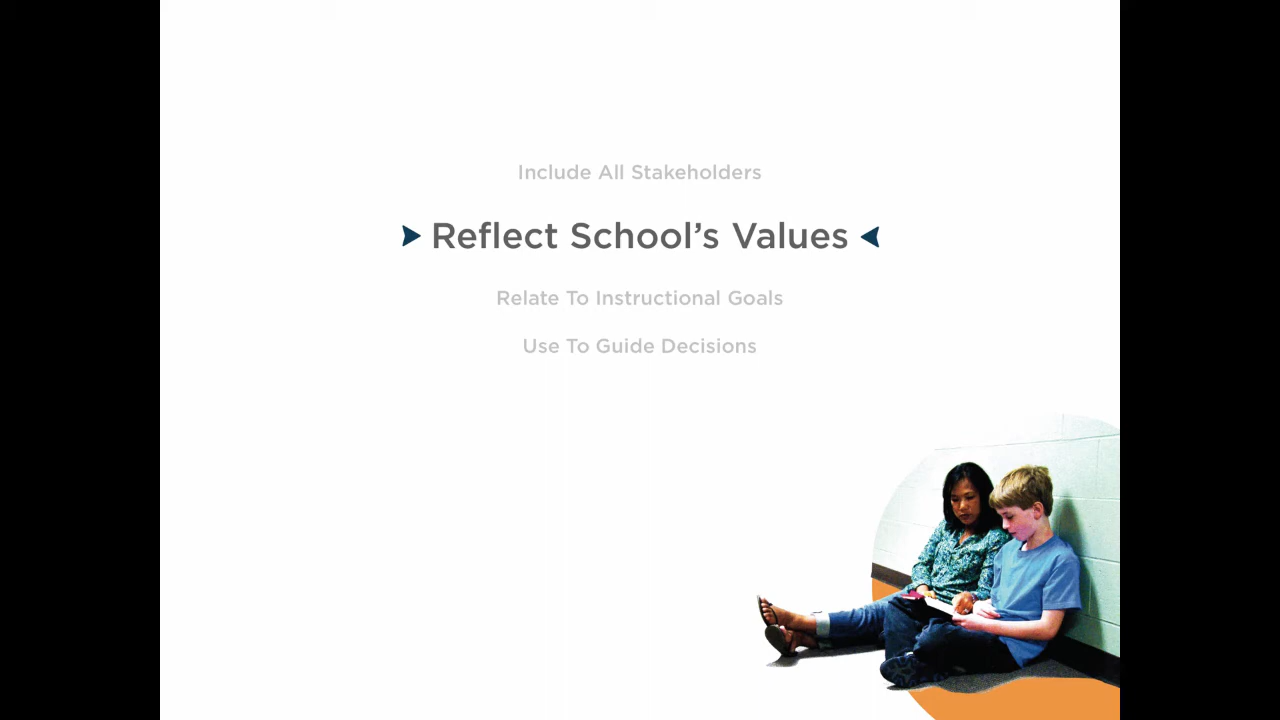 Include All Stakeholders
Reflect School’s Values
Relate To Instructional Goals
Use To Guide Decisions